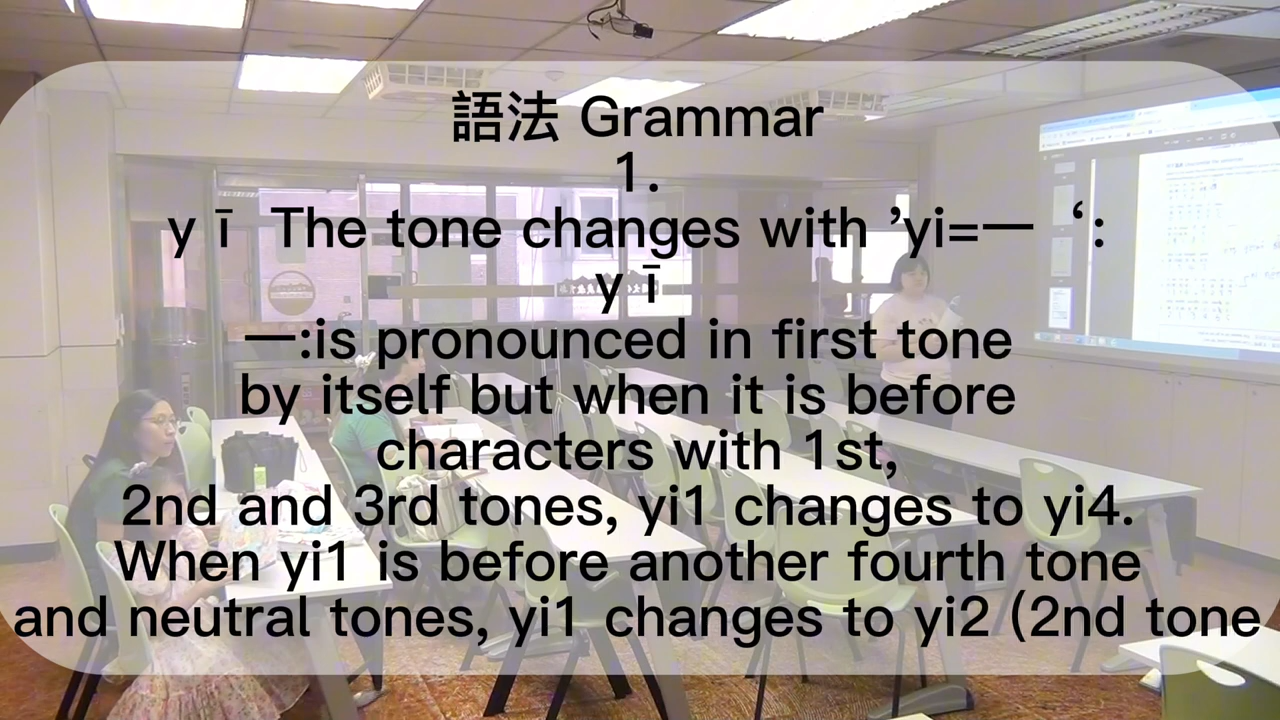 語法 Grammar
1.
y ī The tone changes with ’yi=一 ‘:
y ī
一:is pronounced in first tone
by itself but when it is before
characters with 1st,
2nd and 3rd tones, yi1 changes to yi4.
When yi1 is before another fourth tone
and neutral tones, yi1 changes to yi2 (2nd tone